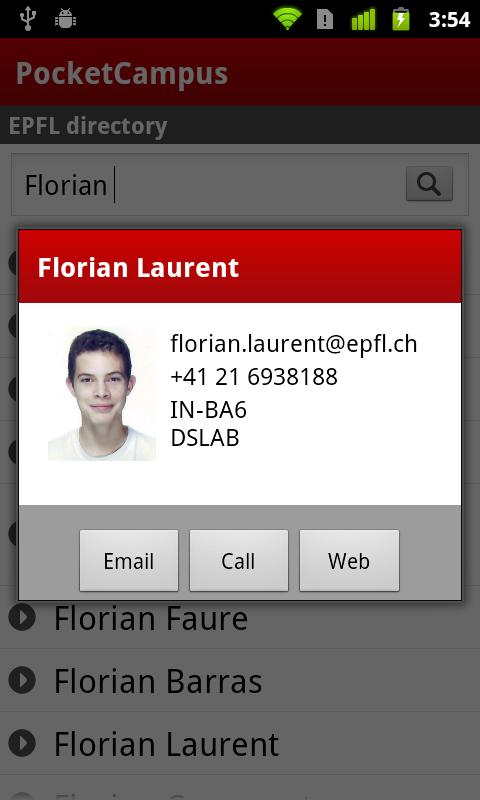 3:54
PocketCampus
EPFL directory
Florian
Florian Laurent
florian.laurent@epfl.ch
+41 21 6938188
IN-BA6
DSLAB
Email Call Web
Florian Faure
Florian Barras
Florian Laurent